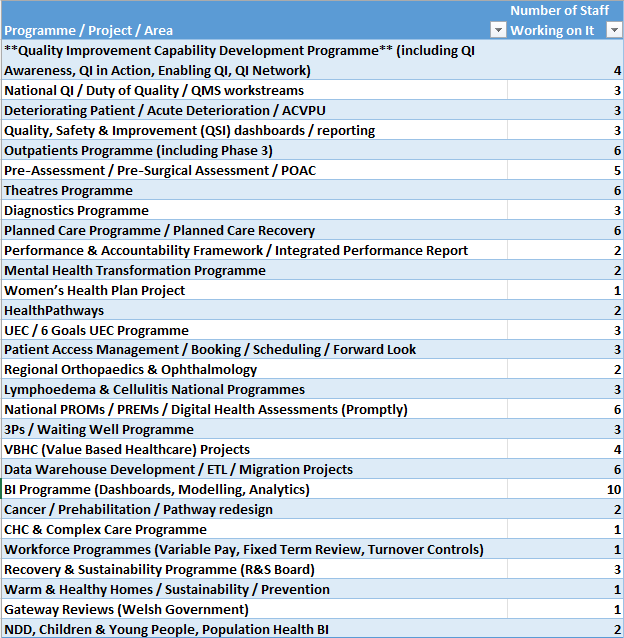 Programme / Project / Area Number of Staff Working on It
**Quality Improvement Capability Development Programme** (including QI
Awareness, QI in Action, Enabling QI, QI Network) 4
National QI / Duty of Quality / QMS workstreams 3
Deteriorating Patient / Acute Deterioration / ACVPU 3
Quality, Safety & Improvement (QSI) dashboards / reporting 3
Outpatients Programme (including Phase 3) 6
Pre-Assessment / Pre-Surgical Assessment / POAC 5
Theatres Programme 6
Diagnostics Programme 3
Planned Care Programme / Planned Care Recovery 6
Performance & Accountability Framework / Integrated Performance Report 2
Mental Health Transformation Programme 2
Women’s Health Plan Project 1
HealthPathways 2
UEC / 6 Goals UEC Programme 3
Patient Access Management / Booking / Scheduling / Forward Look 3
Regional Orthopaedics & Ophthalmology 2
Lymphoedema & Cellulitis National Programmes 3
National PROMs / PREMs / Digital Health Assessments (Promptly) 6
3Ps / Waiting Well Programme 3
VBHC (Value Based Healthcare) Projects 4
Data Warehouse Development / ETL / Migration Projects 6
BI Programme (Dashboards, Modelling, Analytics) 10
Cancer / Prehabilitation / Pathway redesign 2
CHC & Complex Care Programme 1
Workforce Programmes (Variable Pay, Fixed Term Review, Turnover Controls) 1
Recovery & Sustainability Programme (R&S Board) 3
Warm & Healthy Homes / Sustainability / Prevention 1
Gateway Reviews (Welsh Government) 1
NDD, Children & Young People, Population Health BI 2